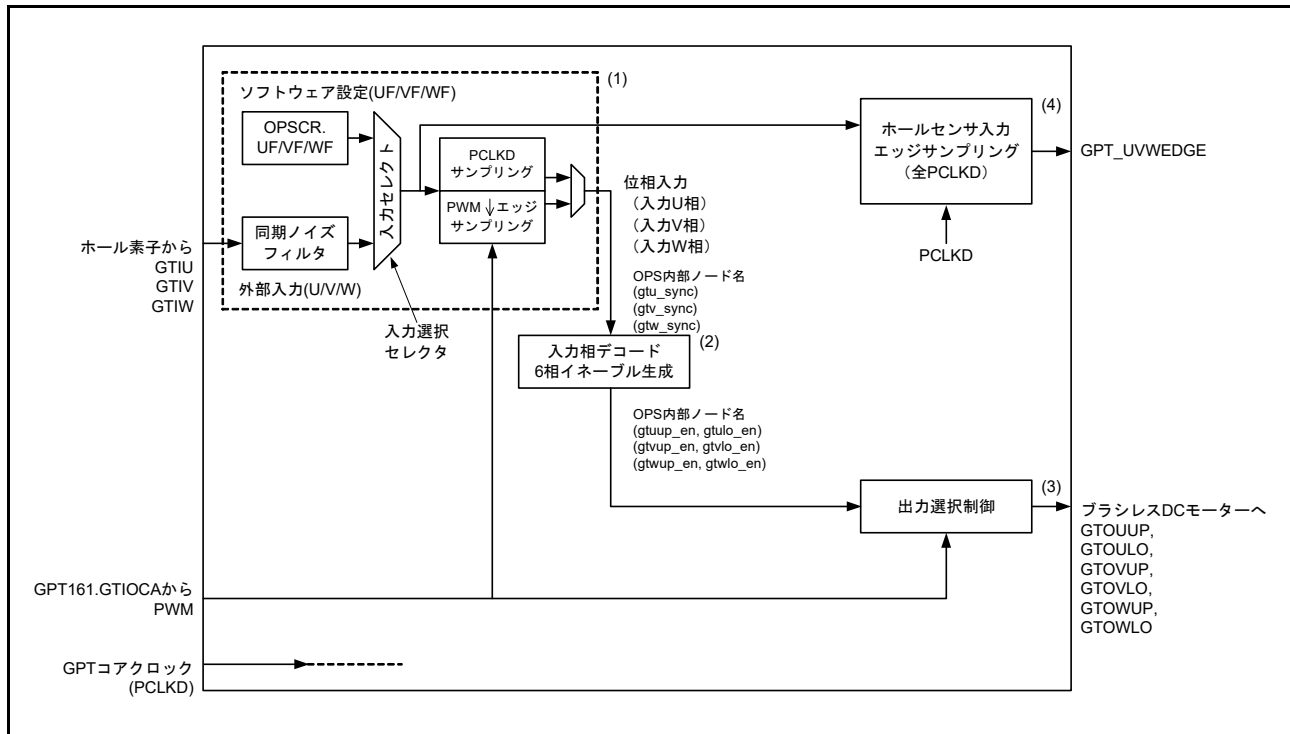 (1)
ソフトウェア設定(UF/VF/WF)
OPSCR.
UF/VF/WF
入力セレクト
PCLKD
サンプリング
PWM↓エッジ
サンプリング
同期ノイズ
フィルタ
外部入力(U/V/W)
ホール素子から
GTIU
GTIV
GTIW
入力選択
セレクタ
位相入力
（入力U相）
（入力V相）
（入力W相）
OPS内部ノード名
(gtu_sync)
(gtv_sync)
(gtw_sync)
(2)
入力相デコード
6相イネーブル生成
OPS内部ノード名
(gtuup_en, gtulo_en)
(gtvup_en, gtvlo_en)
(gtwup_en, gtwlo_en)
(4)
ホールセンサ入力
エッジサンプリング
（全PCLKD）
GPT_UVWEDGE
PCLKD
(3)
出力選択制御
ブラシレスDCモーターへ
GTOUUP,
GTOULO,
GTOVUP,
GTOVLO,
GTOWUP,
GTOWLO
GPT161.GTIOCAから
PWM
GPTコアクロック
(PCLKD)